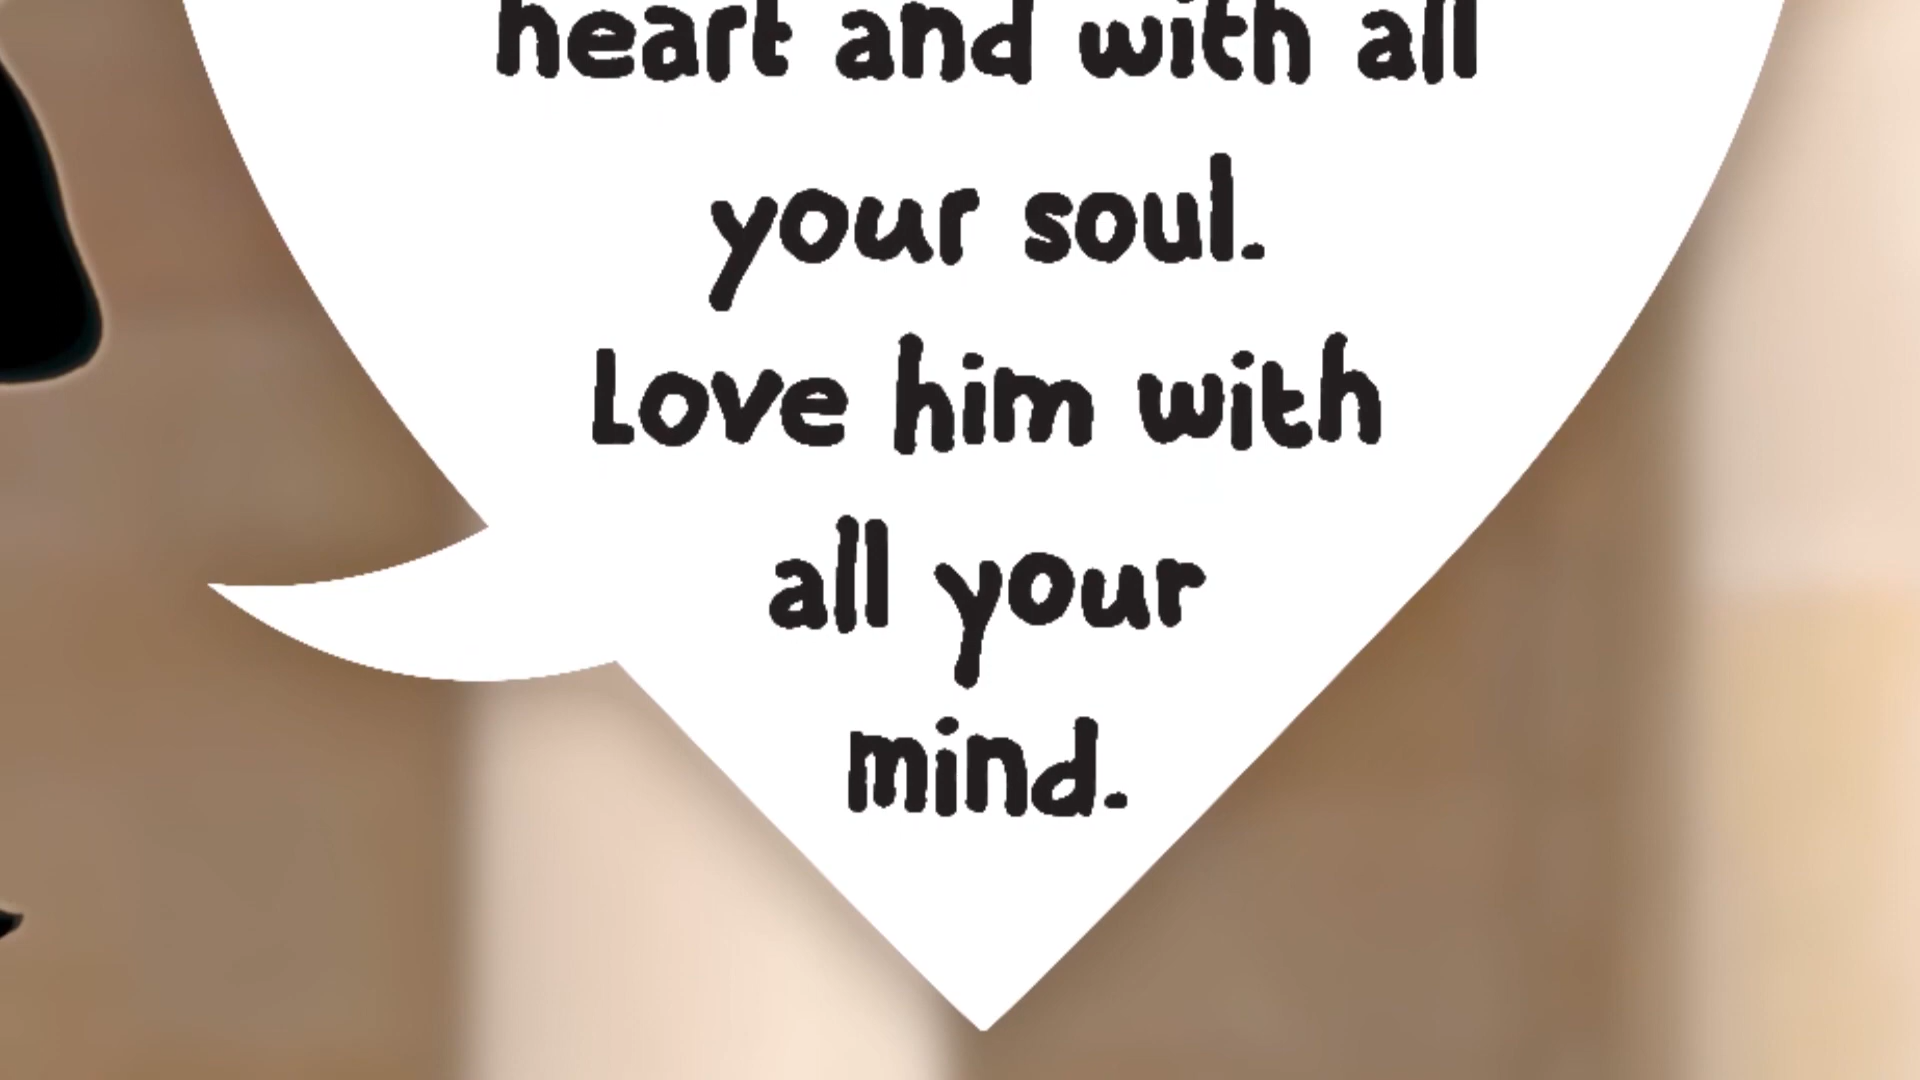 heart and with all
your soul.
Love him with
all your
mind.